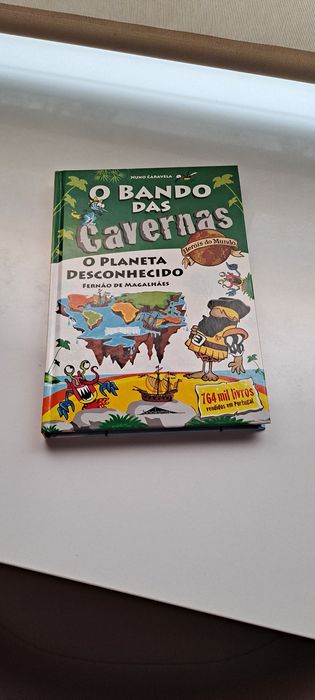 Nuno Caravela
O Bando
das
Cavernas
Heróis do Mundo
O Planeta
Desconhecido
Fernão de Magalhães
764 mil livros
vendidos em Portugal